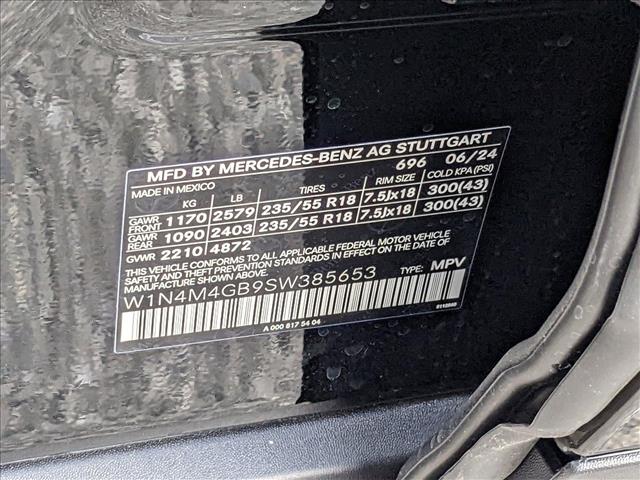 MFD BY MERCEDES-BENZ AG STUTTGART
MADE IN MEXICO 696 06/24
KG LB TIRES RIM SIZE COLD KPA (PSI)
GAWR FRONT 1170 2579 235/55 R18 7.5Jx18 300(43)
GAWR REAR 1090 2403 235/55 R18 7.5Jx18 300(43)
GVWR 2210 4872
THIS VEHICLE CONFORMS TO ALL APPLICABLE FEDERAL MOTOR VEHICLE
SAFETY AND THEFT PREVENTION STANDARDS IN EFFECT ON THE DATE OF
MANUFACTURE SHOWN ABOVE.
W1N4M4GB9SW385653 TYPE: MPV
A 000 817 54 04